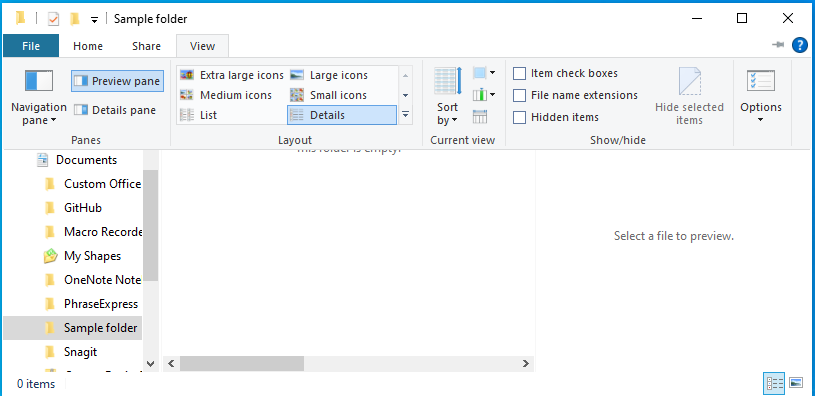 Sample folder
File Home Share View
Navigation pane
Preview pane
Details pane
Panes
Extra large icons Large icons
Medium icons Small icons
List Details
Layout
Sort by
Current view
Item check boxes
File name extensions
Hidden items
Hide selected items
Show/hide
Options
Documents
Custom Office
GitHub
Macro Recorde
My Shapes
OneNote Note
PhraseExpress
Sample folder
Snagit
This folder is empty.
Select a file to preview.
0 items